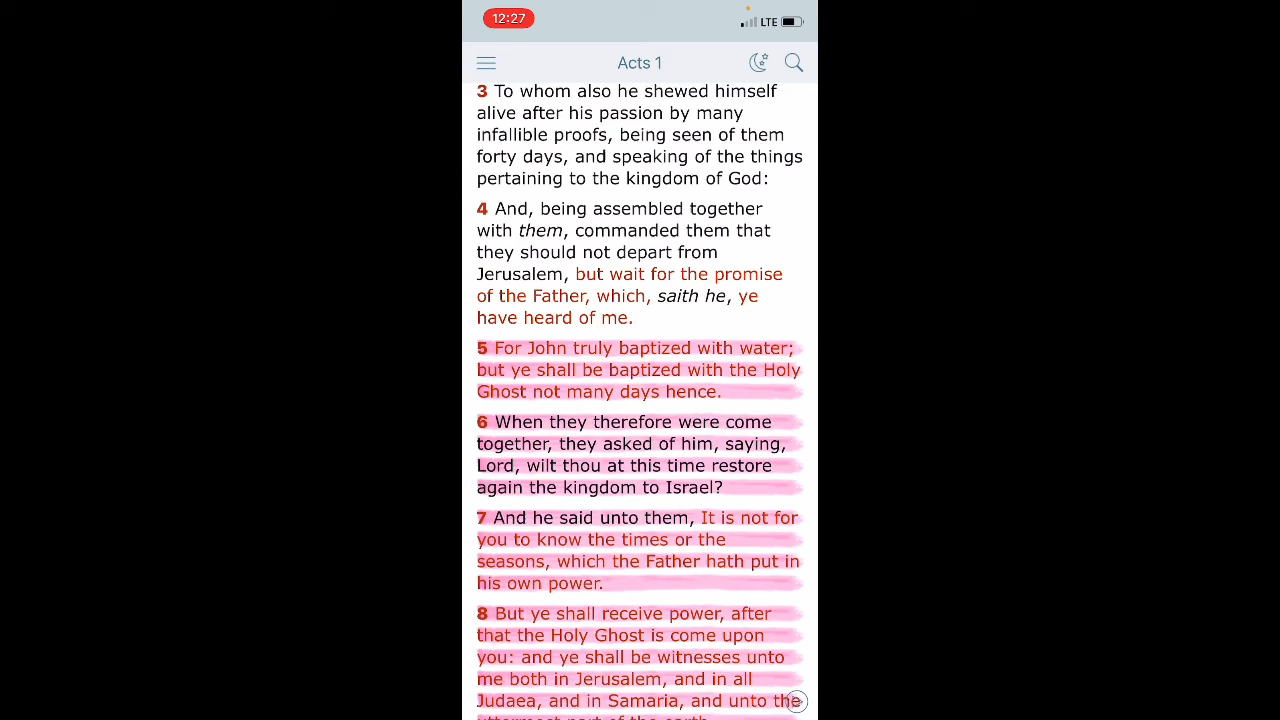 12:27
LTE
Acts 1
3 To whom also he shewed himself
alive after his passion by many
infallible proofs, being seen of them
forty days, and speaking of the things
pertaining to the kingdom of God:
4 And, being assembled together
with them, commanded them that
they should not depart from
Jerusalem, but wait for the promise
of the Father, which, saith he, ye
have heard of me.
5 For John truly baptized with water;
but ye shall be baptized with the Holy
Ghost not many days hence.
6 When they therefore were come
together, they asked of him, saying,
Lord, wilt thou at this time restore
again the kingdom to Israel?
7 And he said unto them, It is not for
you to know the times or the
seasons, which the Father hath put in
his own power.
8 But ye shall receive power, after
that the Holy Ghost is come upon
you: and ye shall be witnesses unto
me both in Jerusalem, and in all
Judaea, and in Samaria, and unto the
uttermost part of the earth